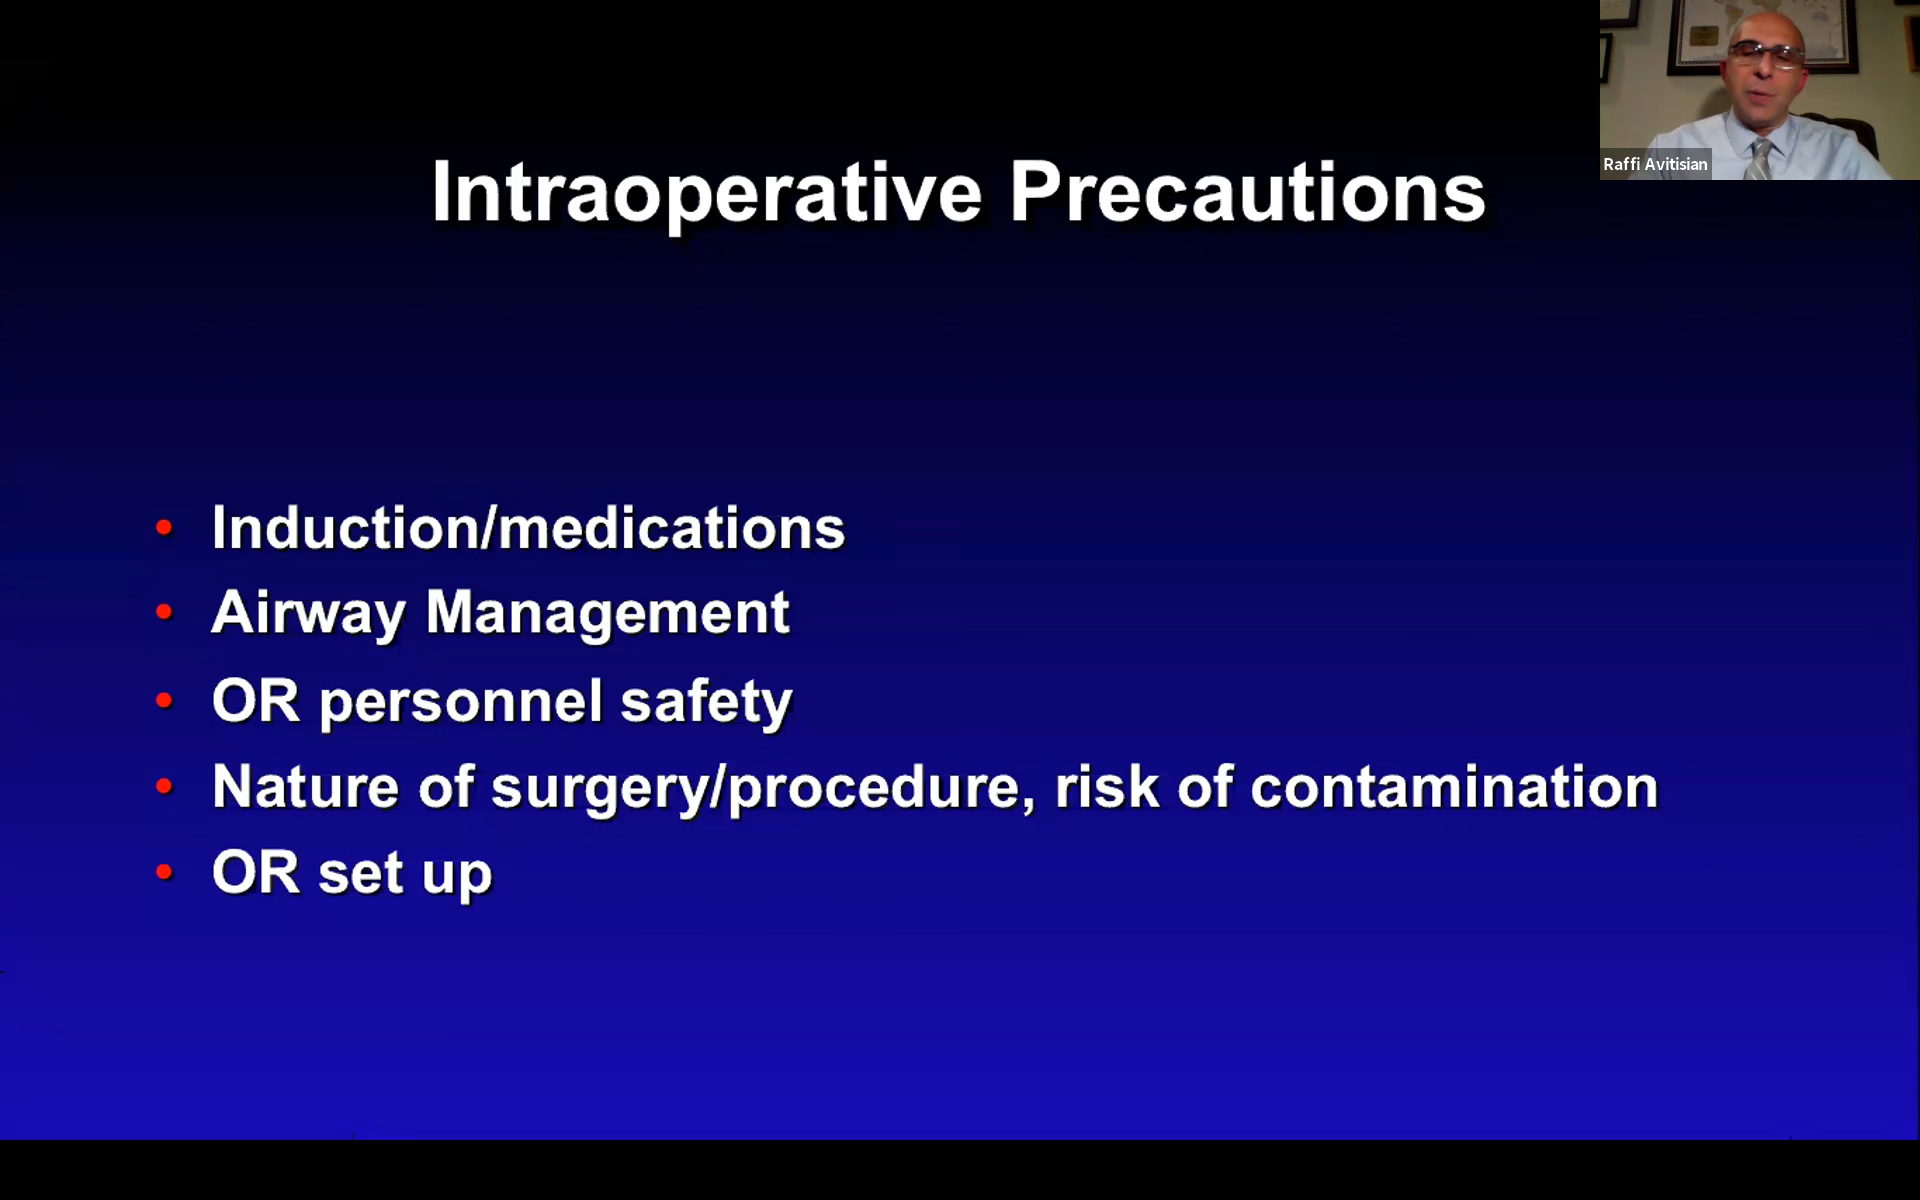 Raffi Avitisian
Intraoperative Precautions
• Induction/medications
• Airway Management
• OR personnel safety
• Nature of surgery/procedure, risk of contamination
• OR set up